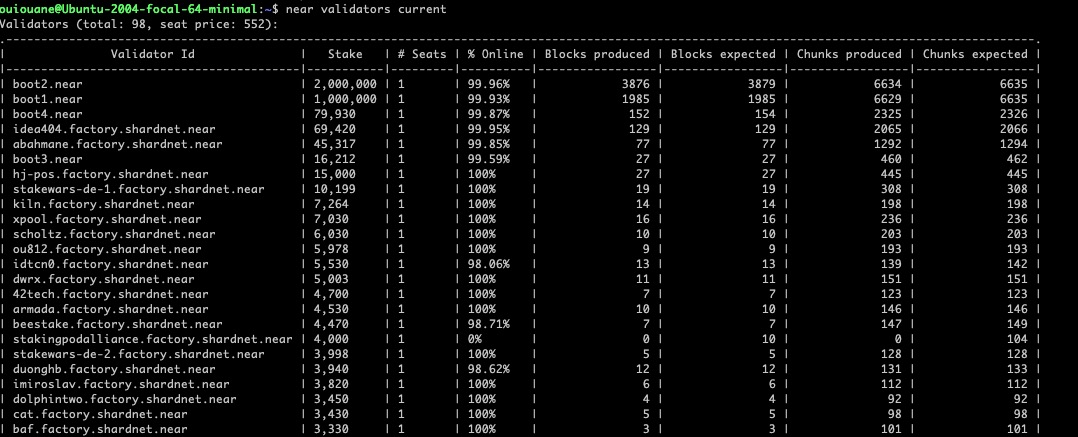 ouiouane@Ubuntu-2004-focal-64-minimal:~$ near validators current
Validators (total: 98, seat price: 552):
.---------------------------------------------------------------------------------------------------------------------------------------------.
| Validator Id | Stake | # Seats | % Online | Blocks produced | Blocks expected | Chunks produced | Chunks expected |
|--------------------------------------|-----------|---------|----------|-----------------|-----------------|-----------------|-----------------|
| boot2.near | 2,000,000 | 1 | 99.96% | 3876 | 3879 | 6634 | 6635 |
| boot1.near | 1,000,000 | 1 | 99.93% | 1985 | 1985 | 6629 | 6635 |
| boot4.near | 79,930 | 1 | 99.87% | 152 | 154 | 2325 | 2326 |
| idea404.factory.shardnet.near | 69,420 | 1 | 99.95% | 129 | 129 | 2065 | 2066 |
| abahmane.factory.shardnet.near | 45,317 | 1 | 99.85% | 77 | 77 | 1292 | 1294 |
| boot3.near | 16,212 | 1 | 99.59% | 27 | 27 | 460 | 462 |
| hj-pos.factory.shardnet.near | 15,000 | 1 | 100% | 27 | 27 | 445 | 445 |
| stakewars-de-1.factory.shardnet.near | 10,199 | 1 | 100% | 19 | 19 | 308 | 308 |
| kiln.factory.shardnet.near | 7,264 | 1 | 100% | 14 | 14 | 198 | 198 |
| xpool.factory.shardnet.near | 7,030 | 1 | 100% | 16 | 16 | 236 | 236 |
| scholtz.factory.shardnet.near | 6,030 | 1 | 100% | 10 | 10 | 203 | 203 |
| ou812.factory.shardnet.near | 5,978 | 1 | 100% | 9 | 9 | 193 | 193 |
| idtcn0.factory.shardnet.near | 5,530 | 1 | 98.06% | 13 | 13 | 139 | 142 |
| dwrx.factory.shardnet.near | 5,003 | 1 | 100% | 11 | 11 | 151 | 151 |
| 42tech.factory.shardnet.near | 4,700 | 1 | 100% | 7 | 7 | 123 | 123 |
| armada.factory.shardnet.near | 4,530 | 1 | 100% | 10 | 10 | 146 | 146 |
| beestake.factory.shardnet.near | 4,470 | 1 | 98.71% | 7 | 7 | 147 | 149 |
| stakingpodalliance.factory.shardnet.near | 4,000 | 1 | 0% | 0 | 10 | 0 | 104 |
| stakewars-de-2.factory.shardnet.near | 3,998 | 1 | 100% | 5 | 5 | 128 | 128 |
| duonghb.factory.shardnet.near | 3,940 | 1 | 98.62% | 12 | 12 | 131 | 133 |
| imiroslav.factory.shardnet.near | 3,820 | 1 | 100% | 6 | 6 | 112 | 112 |
| dolphintwo.factory.shardnet.near | 3,450 | 1 | 100% | 4 | 4 | 92 | 92 |
| cat.factory.shardnet.near | 3,430 | 1 | 100% | 5 | 5 | 98 | 98 |
| baf.factory.shardnet.near | 3,330 | 1 | 100% | 3 | 3 | 101 | 101 |